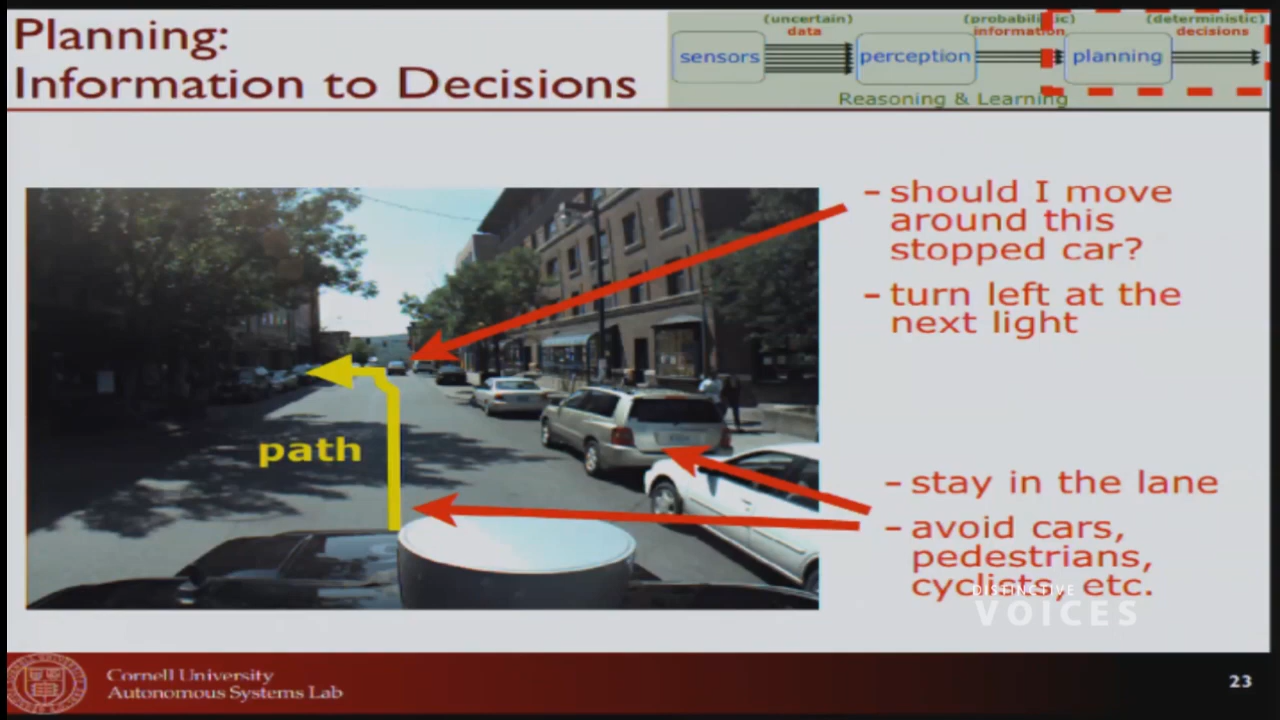 Planning:
Information to Decisions
(uncertain)
data
(probabilistic)
information
(deterministic)
decisions
sensors
perception
planning
Reasoning & Learning
- should I move
around this
stopped car?
- turn left at the
next light
path
- stay in the lane
- avoid cars,
pedestrians,
cyclists, etc.
DISTINCTIVE
VOICES
Cornell University
Autonomous Systems Lab
23